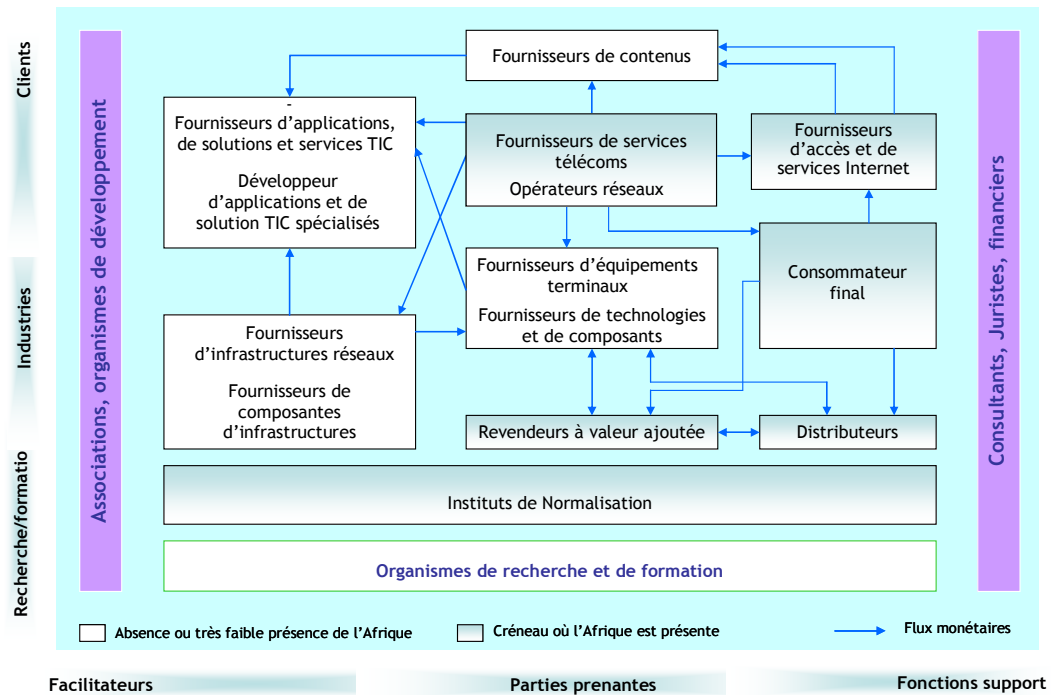 Clients
Industries
Recherche/formatio
Associations, organismes de développement
Fournisseurs de contenus
-
Fournisseurs d'applications,
de solutions et services TIC
Développeur
d'applications et de
solution TIC spécialisés
Fournisseurs de services
télécoms
Opérateurs réseaux
Fournisseurs
d'accès et de
services Internet
Fournisseurs d'équipements
terminaux
Fournisseurs de technologies
et de composants
Consommateur
final
Fournisseurs
d'infrastructures réseaux
Fournisseurs de
composantes
d'infrastructures
Revendeurs à valeur ajoutée
Distributeurs
Instituts de Normalisation
Organismes de recherche et de formation
Consultants, Juristes, financiers
Absence ou très faible présence de l'Afrique
Créneau où l'Afrique est présente
Flux monétaires
Facilitateurs
Parties prenantes
Fonctions support